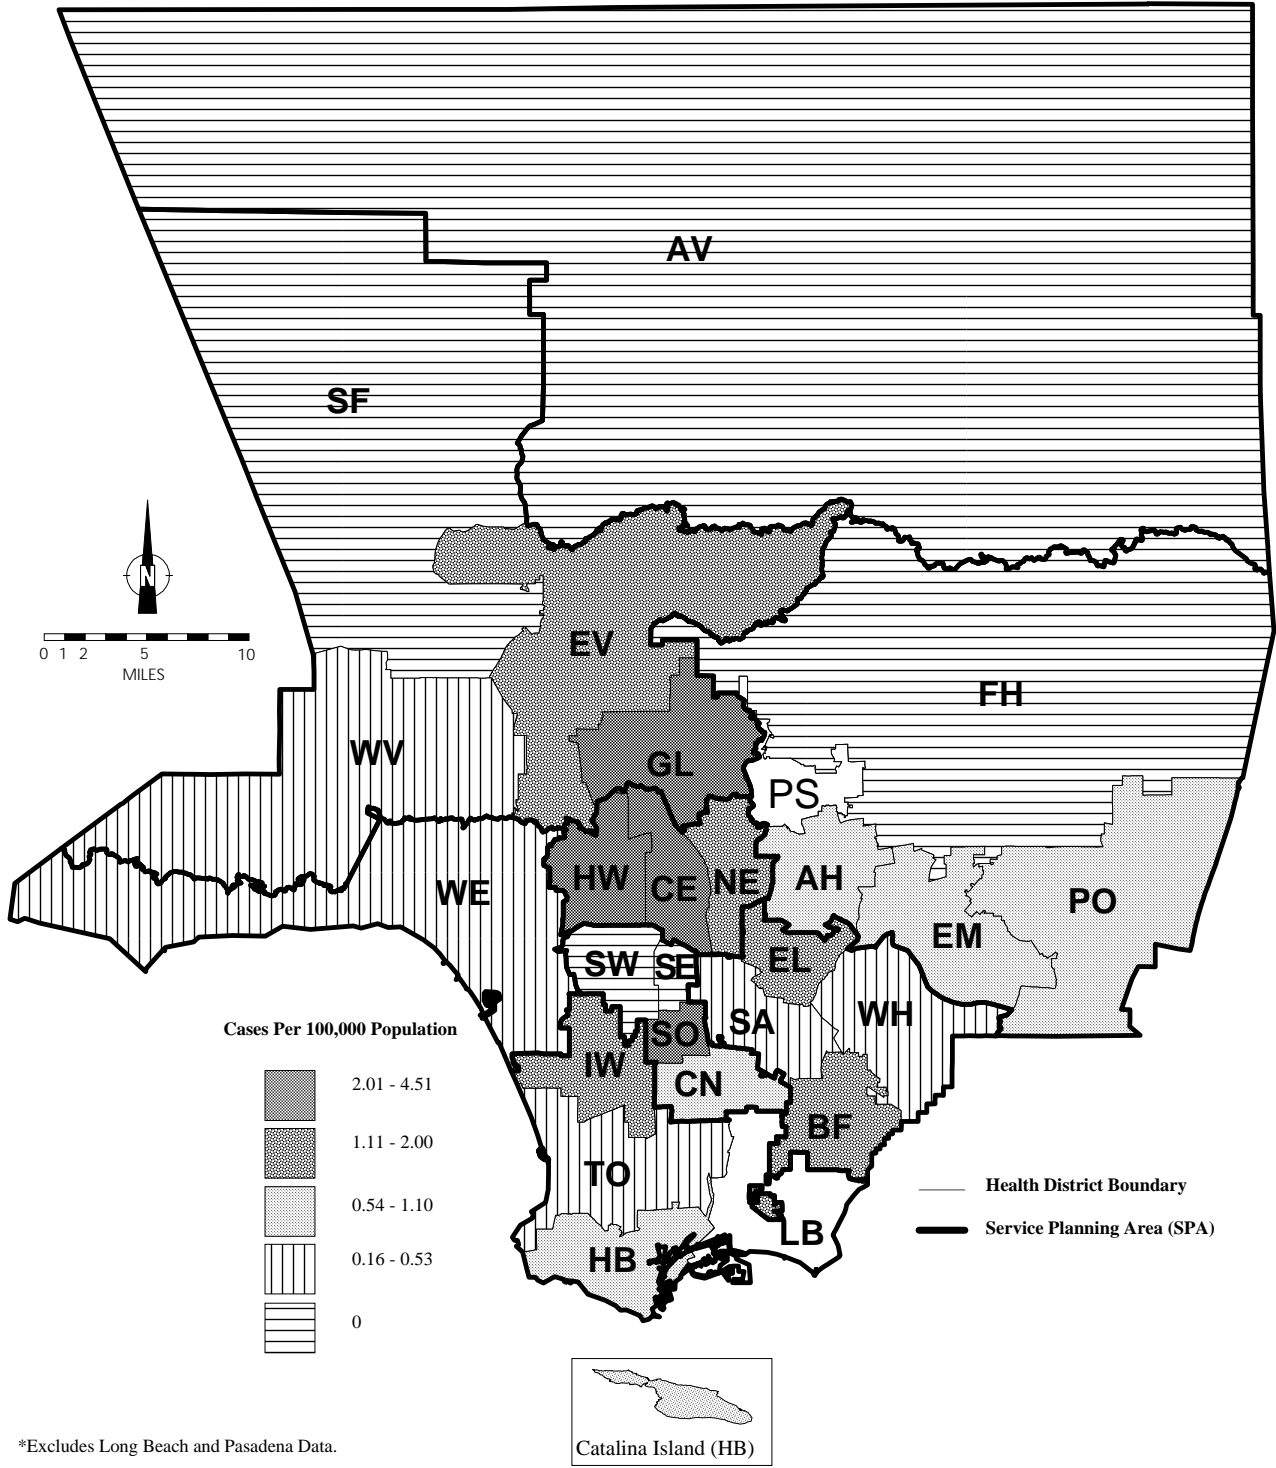 AV
SF
N
0 1 2 5 10
MILES
EV
FH
WV
GL
PS
HW
CE
NE
AH
WE
PO
EM
SW
SE
EL
SA
WH
SO
IW
CN
BF
TO
HB
LB
Cases Per 100,000 Population
2.01 - 4.51
1.11 - 2.00
0.54 - 1.10
0.16 - 0.53
0
Health District Boundary
Service Planning Area (SPA)
Catalina Island (HB)
*Excludes Long Beach and Pasadena Data.